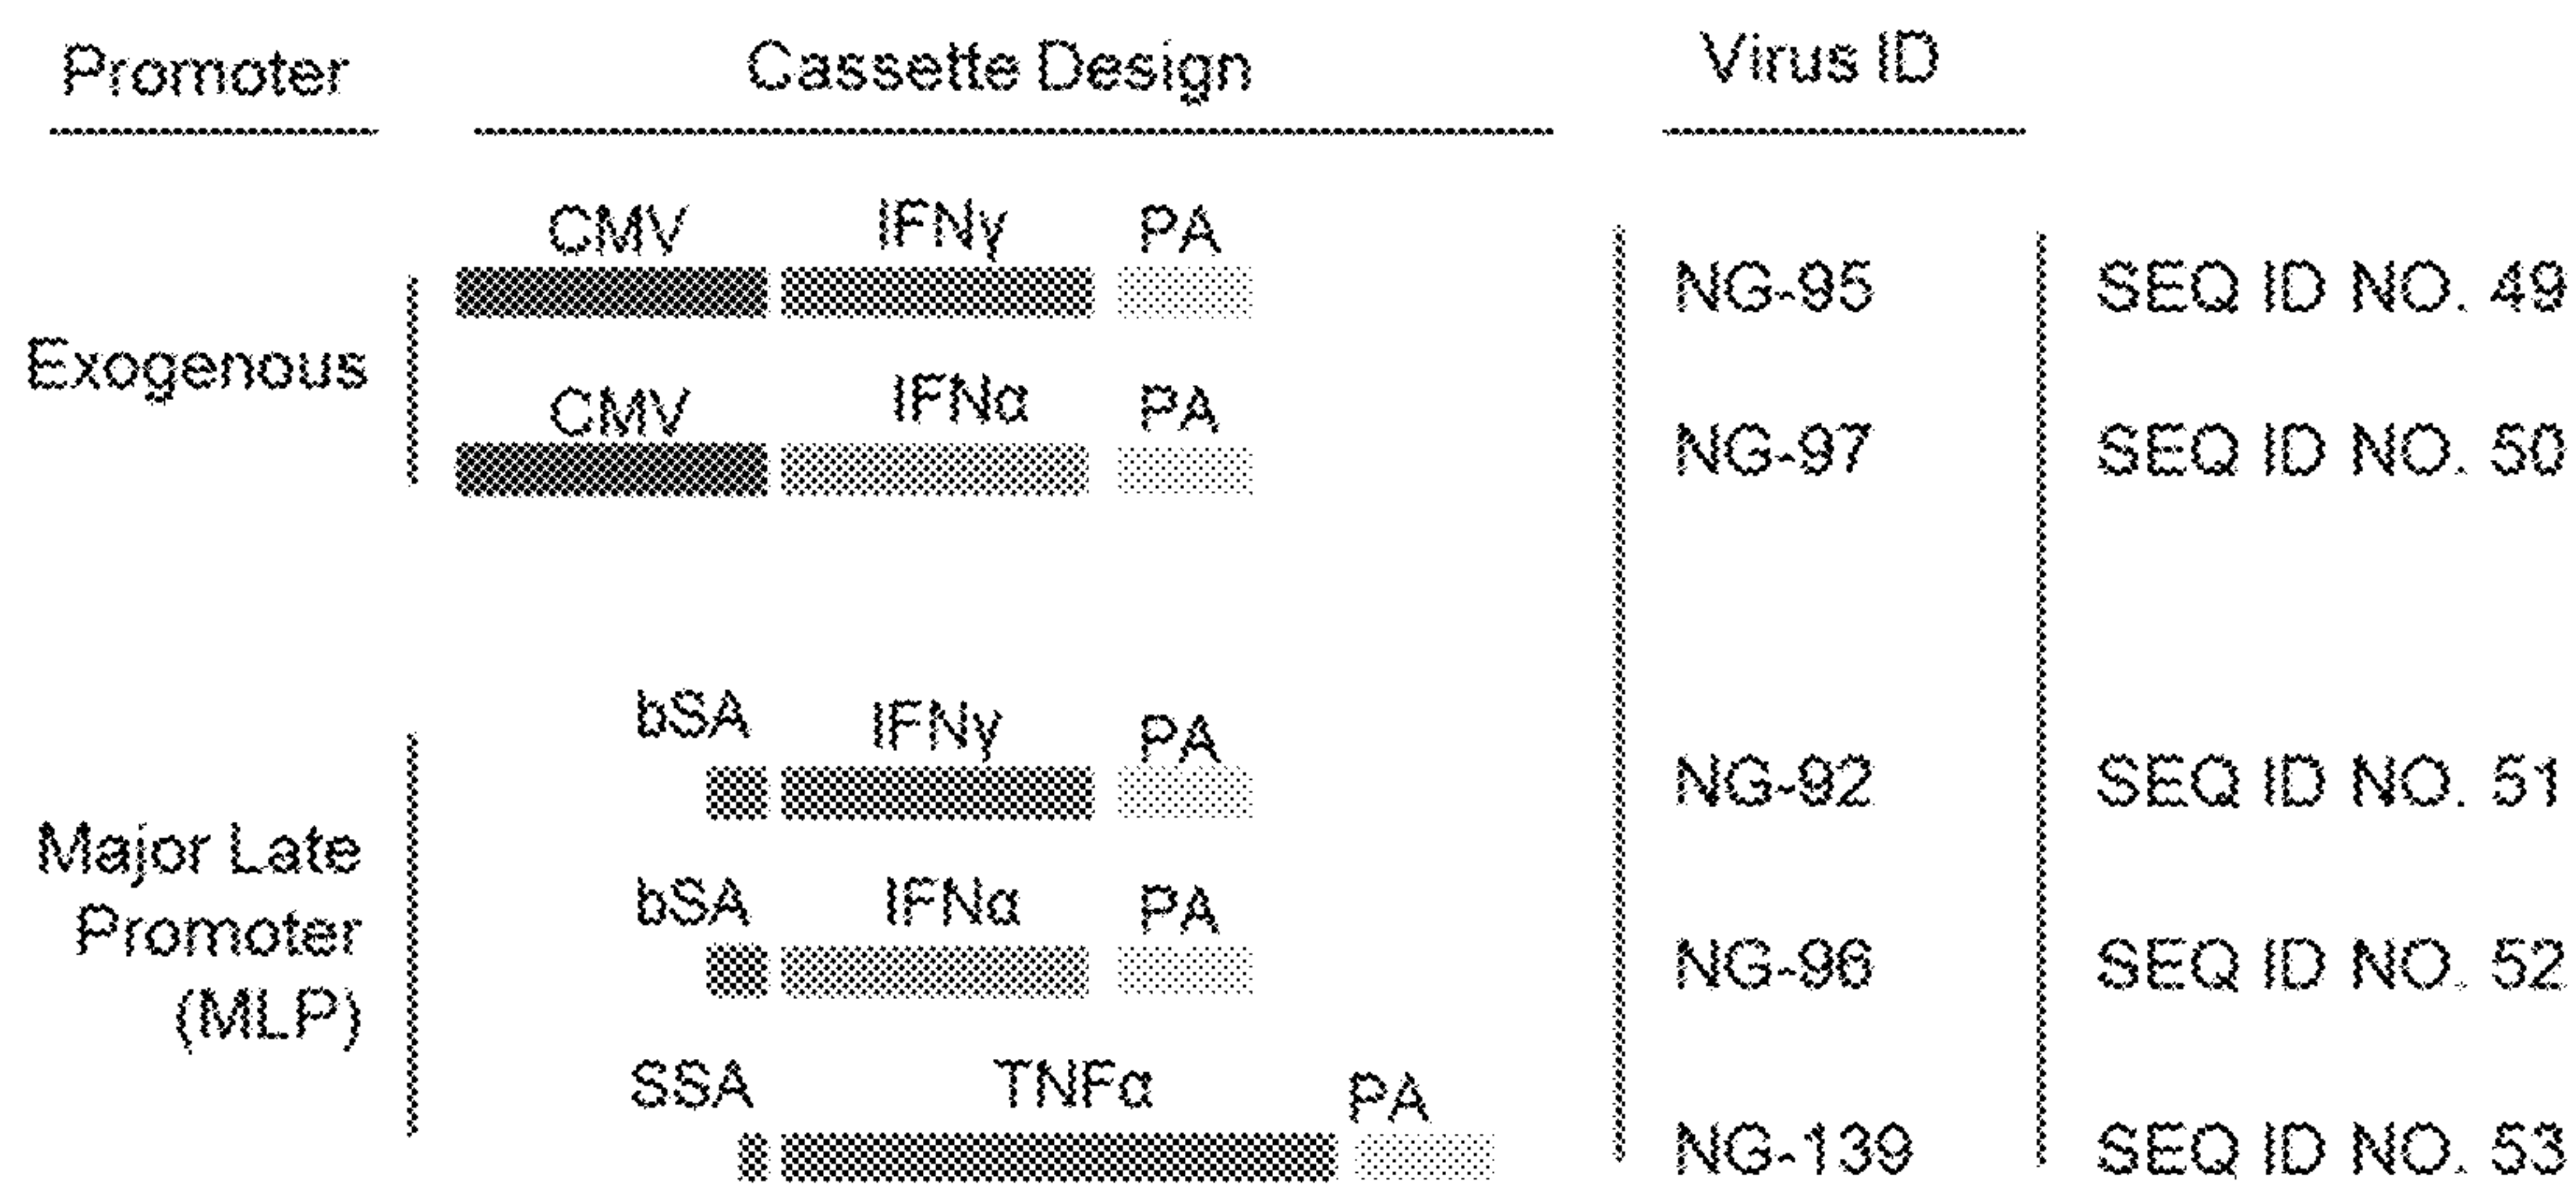 Promoter Cassette Design Virus ID
CMV IFNγ PA
NG-95 SEQ ID NO. 49
Exogenous
CMV IFNα PA
NG-97 SEQ ID NO. 50
bSA IFNγ PA
NG-92 SEQ ID NO. 51
Major Late
Promoter
(MLP)
bSA IFNα PA
NG-96 SEQ ID NO. 52
SSA TNFα PA
NG-139 SEQ ID NO. 53